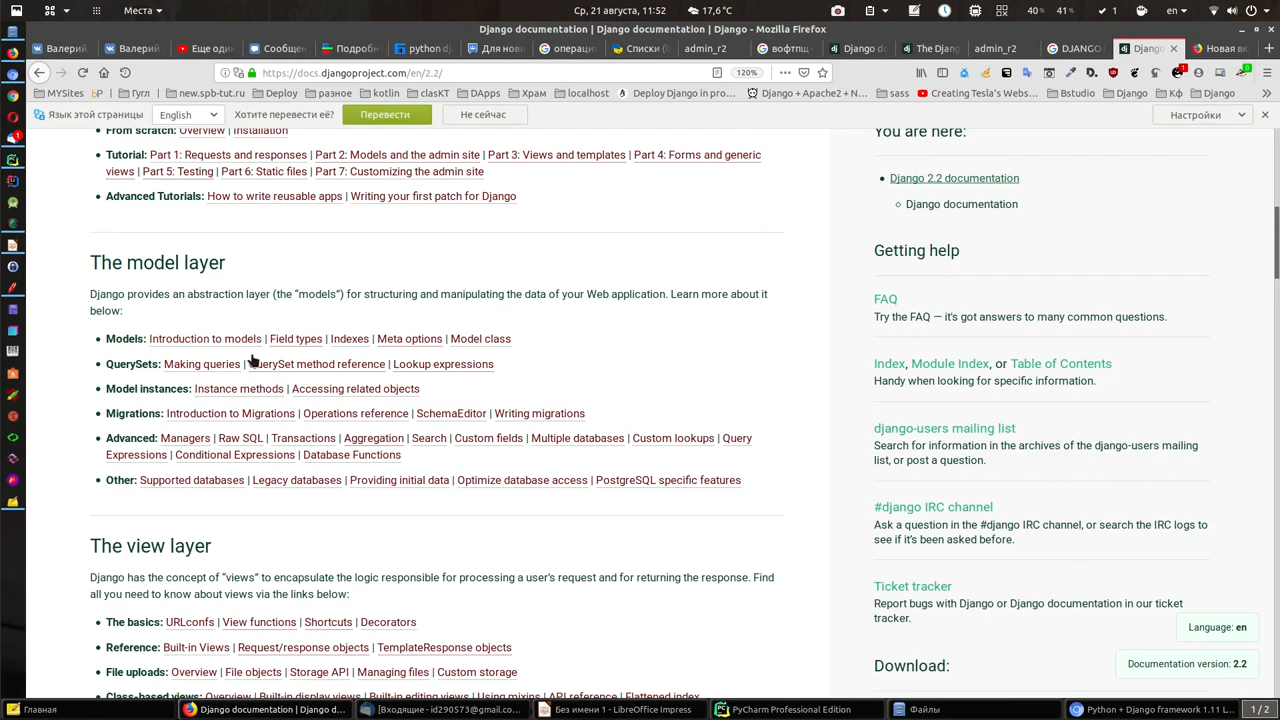 Места
Ср, 21 августа, 11:52
17,6°C
40%
41%
1
en
Django documentation | Django documentation | Django - Mozilla Firefox
Валерий
Валерий
Еще один
Сообщен
Подробн
python dj
Для нови
операци
Списки (li
admin_r2
вофтпщ
Django do
The Djang
admin_r2
DJANGO
Django
Новая вк
https://docs.djangoproject.com/en/2.2/
120%
MYSites
bP
Гугл
new.spb-tut.ru
Deploy
разное
kotlin
clasKT
DApps
Храм
localhost
Deploy Django in pro...
Django + Apache2 + N...
sass
Creating Tesla's Webs...
Bstudio
Django
Кф
Django
Язык этой страницы
English
Хотите перевести её?
Перевести
Не сейчас
Настройки
From scratch: Overview | Installation
Tutorial: Part 1: Requests and responses | Part 2: Models and the admin site | Part 3: Views and templates | Part 4: Forms and generic
views | Part 5: Testing | Part 6: Static files | Part 7: Customizing the admin site
Advanced Tutorials: How to write reusable apps | Writing your first patch for Django
The model layer
Django provides an abstraction layer (the “models”) for structuring and manipulating the data of your Web application. Learn more about it
below:
Models: Introduction to models | Field types | Indexes | Meta options | Model class
QuerySets: Making queries | QuerySet method reference | Lookup expressions
Model instances: Instance methods | Accessing related objects
Migrations: Introduction to Migrations | Operations reference | SchemaEditor | Writing migrations
Advanced: Managers | Raw SQL | Transactions | Aggregation | Search | Custom fields | Multiple databases | Custom lookups | Query
Expressions | Conditional Expressions | Database Functions
Other: Supported databases | Legacy databases | Providing initial data | Optimize database access | PostgreSQL specific features
The view layer
Django has the concept of “views” to encapsulate the logic responsible for processing a user’s request and for returning the response. Find
all you need to know about views via the links below:
The basics: URLconfs | View functions | Shortcuts | Decorators
Reference: Built-in Views | Request/response objects | TemplateResponse objects
File uploads: Overview | File objects | Storage API | Managing files | Custom storage
Class-based views: Overview | Built-in display views | Built-in editing views | Using mixins | API reference | Flattened index
You are here:
Django 2.2 documentation
Django documentation
Getting help
FAQ
Try the FAQ — it's got answers to many common questions.
Index, Module Index, or Table of Contents
Handy when looking for specific information.
django-users mailing list
Search for information in the archives of the django-users mailing
list, or post a question.
#django IRC channel
Ask a question in the #django IRC channel, or search the IRC logs to
see if it’s been asked before.
Ticket tracker
Report bugs with Django or Django documentation in our ticket
tracker.
Language: en
Download:
Documentation version: 2.2
Главная
Django documentation | Django d...
[Входящие - id290573@gmail.co...
Без имени 1 - LibreOffice Impress
PyCharm Professional Edition
Файлы
Python + Django framework 1.11 L...
1 / 2